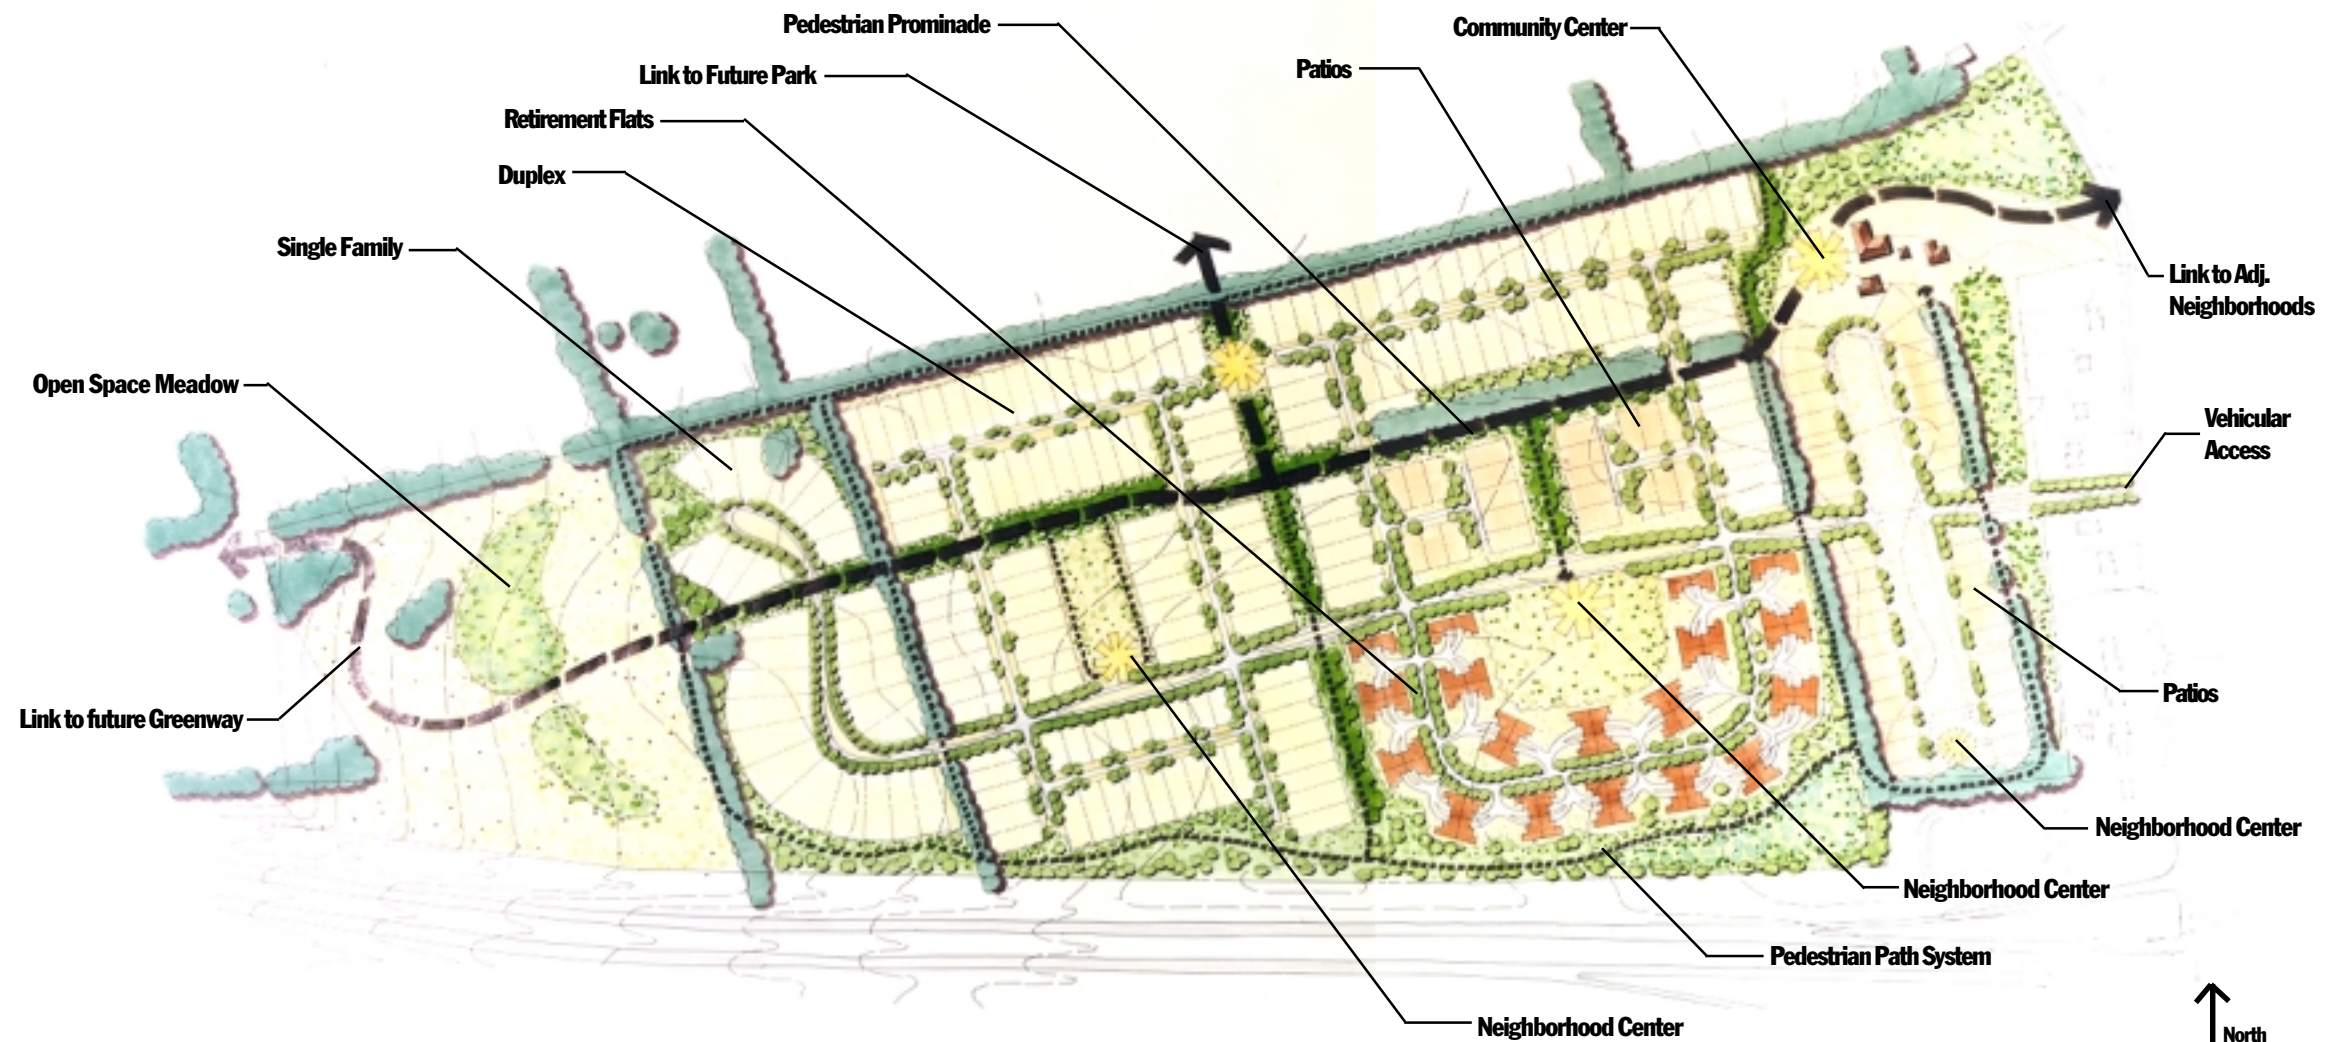 Pedestrian Prominade
Community Center
Patios
Link to Future Park
Retirement Flats
Duplex
Single Family
Link to Adj.
Neighborhoods
Open Space Meadow
Vehicular
Access
Patios
Link to future Greenway
Neighborhood Center
Neighborhood Center
Pedestrian Path System
Neighborhood Center
North